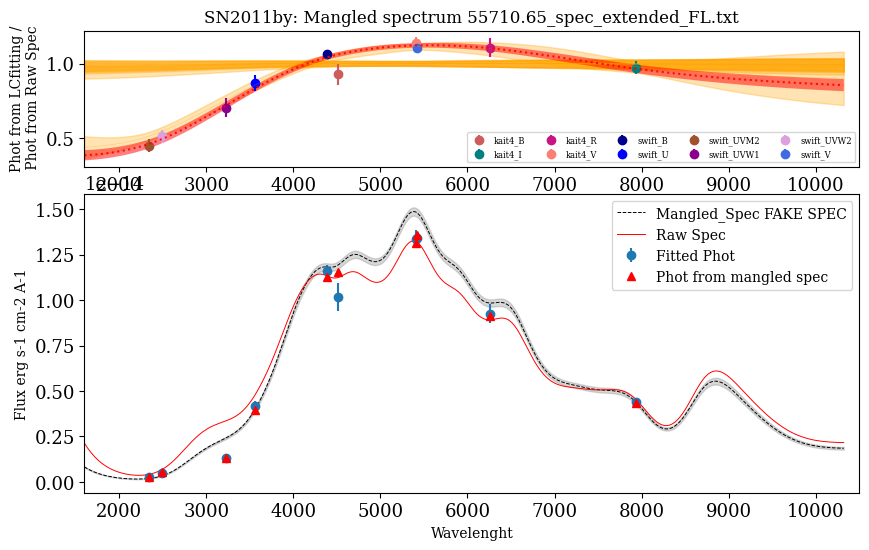 SN2011by: Mangled spectrum 55710.65_spec_extended_FL.txt
Phot from LCfitting /
Phot from Raw Spec
1.0
0.5
kait4_B kait4_R swift_B swift_UVM2 swift_UVW2
kait4_I kait4_V swift_U swift_UVW1 swift_V
2000 3000 4000 5000 6000 7000 8000 9000 10000
1e−14
Flux erg s-1 cm-2 A-1
1.50
1.25
1.00
0.75
0.50
0.25
0.00
Mangled_Spec FAKE SPEC
Raw Spec
Fitted Phot
Phot from mangled spec
2000 3000 4000 5000 6000 7000 8000 9000 10000
Wavelenght